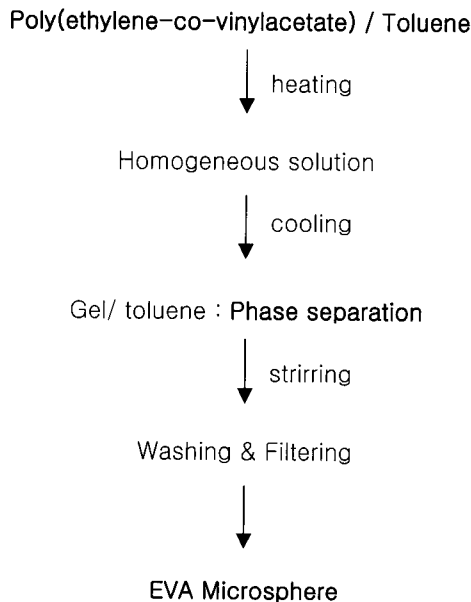 Poly(ethylene-co-vinylacetate) / Toluene
heating
Homogeneous solution
cooling
Gel/ toluene : Phase separation
strirring
Washing & Filtering
EVA Microsphere